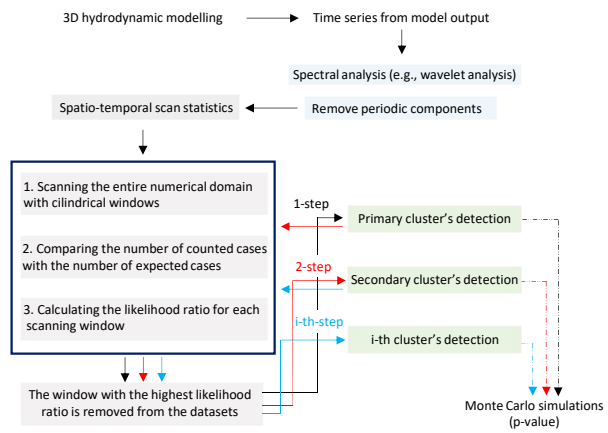 3D hydrodynamic modelling
Time series from model output
Spectral analysis (e.g., wavelet analysis)
Spatio-temporal scan statistics
Remove periodic components
1. Scanning the entire numerical domain
with cilindrical windows
2. Comparing the number of counted cases
with the number of expected cases
3. Calculating the likelihood ratio for each
scanning window
1-step
Primary cluster's detection
2-step
Secondary cluster's detection
i-th-step
i-th cluster's detection
The window with the highest likelihood
ratio is removed from the datasets
Monte Carlo simulations
(p-value)